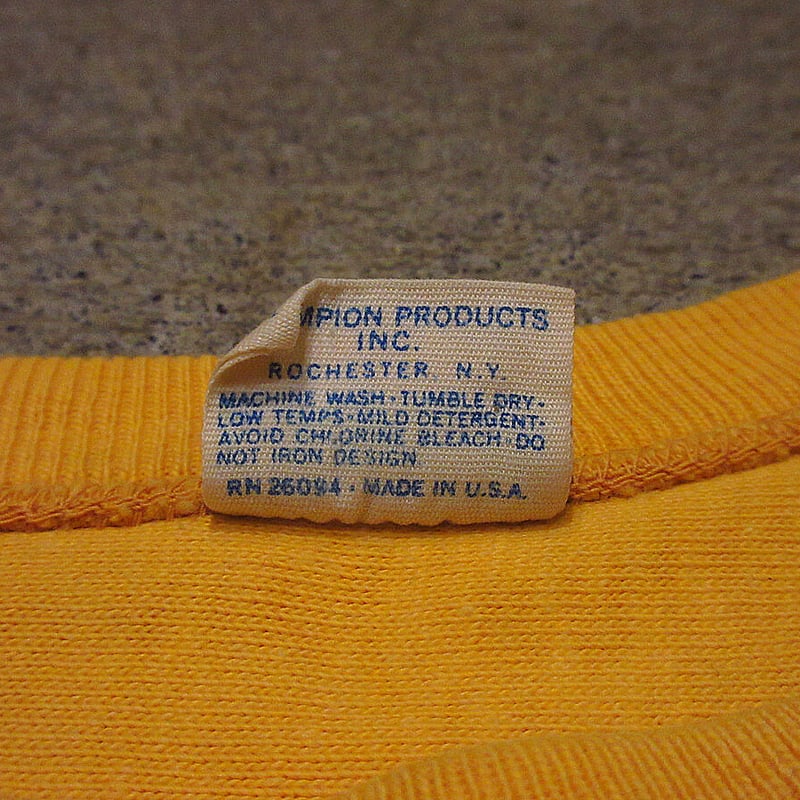 MPION PRODUCTS
INC.
ROCHESTER, N.Y.
MACHINE WASH • TUMBLE DRY •
LOW TEMPS • MILD DETERGENT •
AVOID CHLORINE BLEACH • DO
NOT IRON DESIGN
RN 26094 • MADE IN U.S.A.